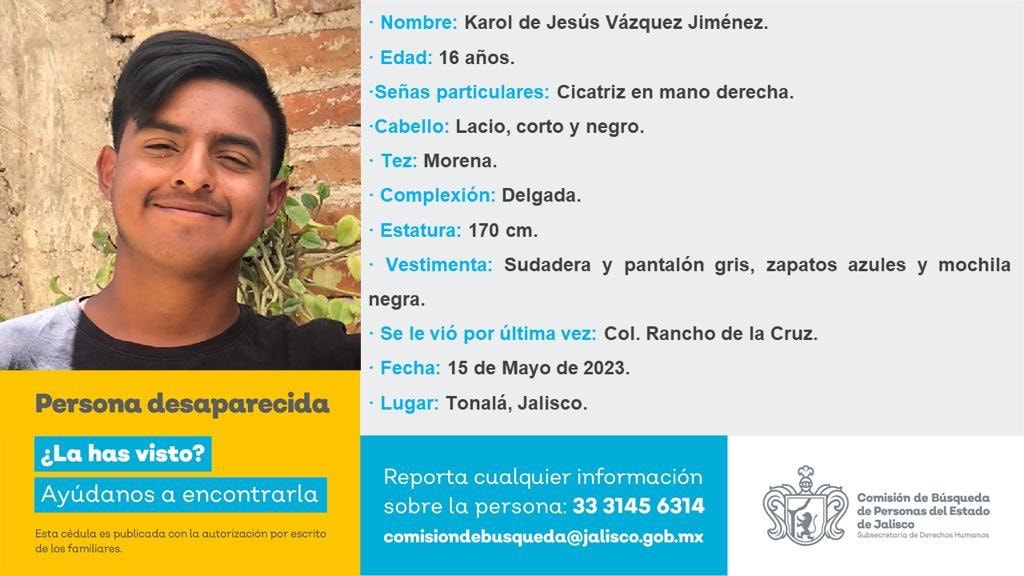 · Nombre: Karol de Jesús Vázquez Jiménez.
· Edad: 16 años.
·Señas particulares: Cicatriz en mano derecha.
·Cabello: Lacio, corto y negro.
· Tez: Morena.
· Complexión: Delgada.
· Estatura: 170 cm.
· Vestimenta: Sudadera y pantalón gris, zapatos azules y mochila
negra.
· Se le vió por última vez: Col. Rancho de la Cruz.
· Fecha: 15 de Mayo de 2023.
· Lugar: Tonalá, Jalisco.
Persona desaparecida
¿La has visto?
Ayúdanos a encontrarla
Esta cédula es publicada con la autorización por escrito
de los familiares.
Reporta cualquier información
sobre la persona: 33 3145 6314
comisiondebusqueda@jalisco.gob.mx
Comisión de Búsqueda
de Personas del Estado
de Jalisco
Subsecretaría de Derechos Humanos